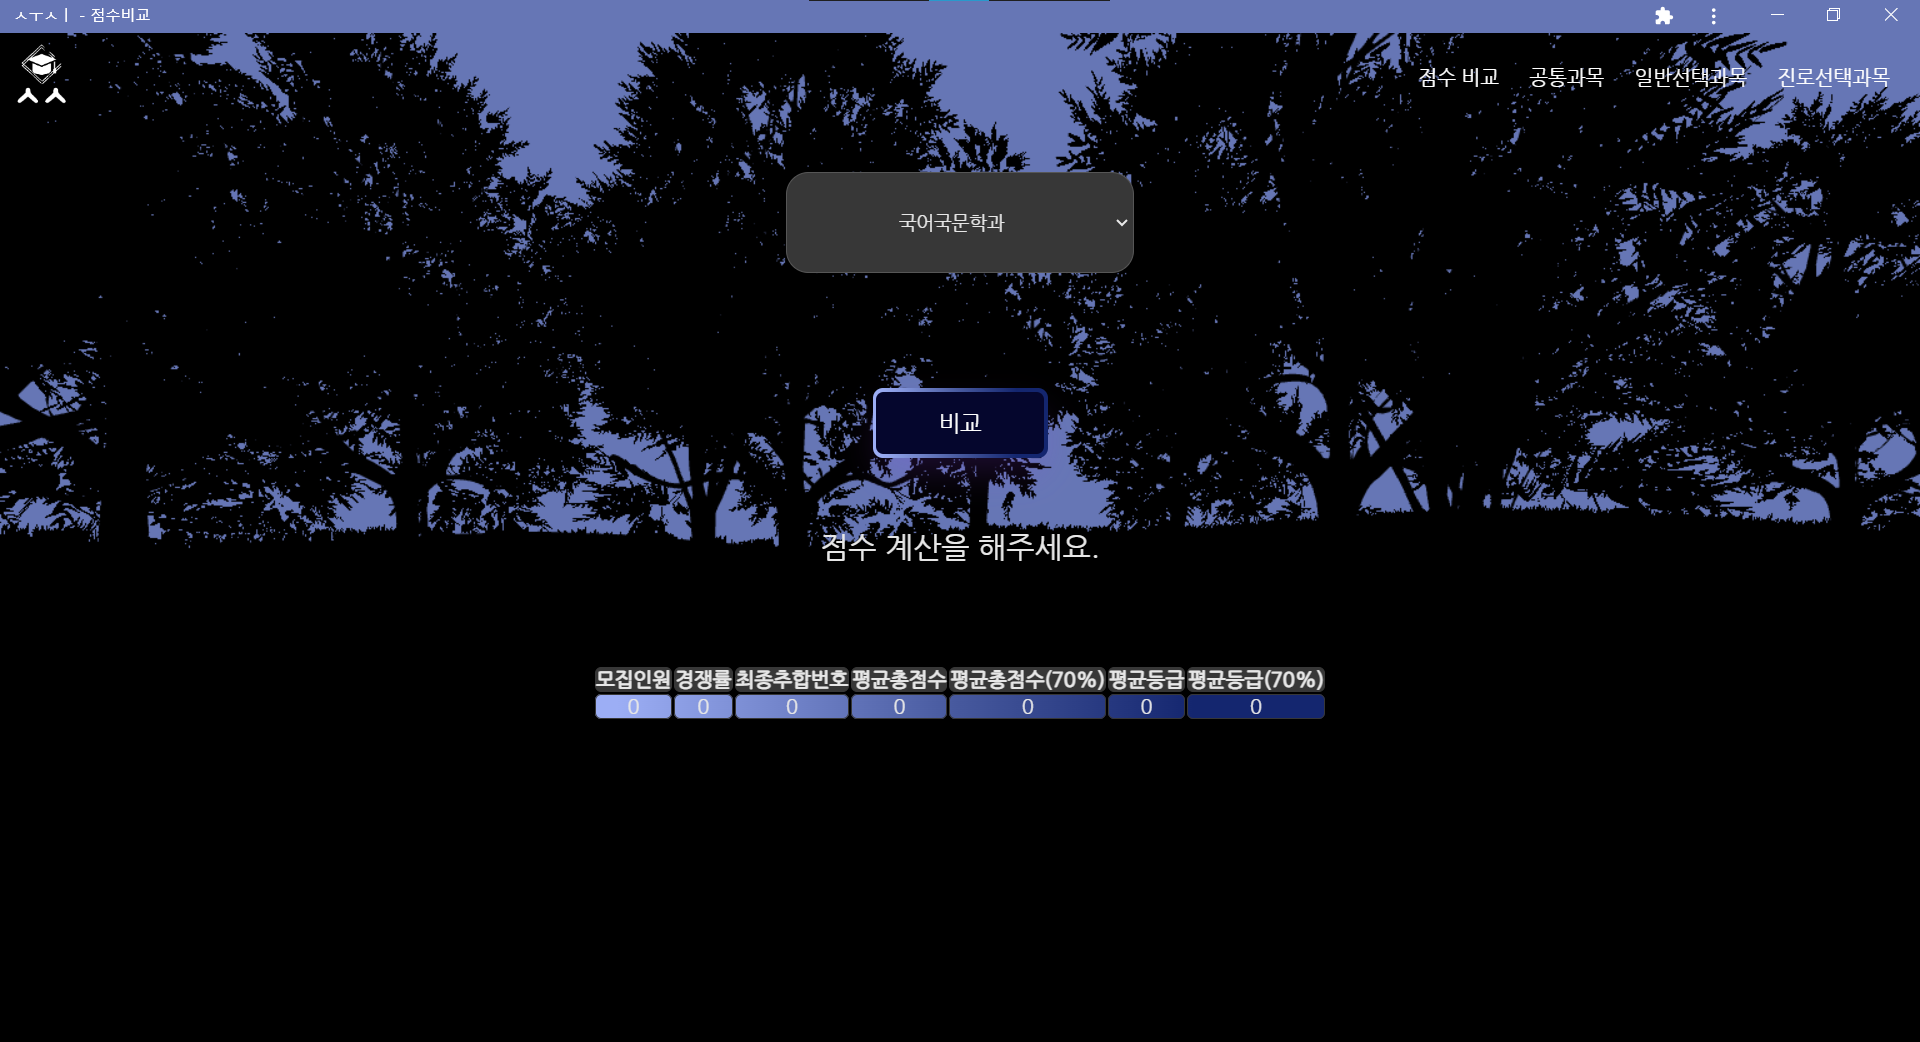 ㅅㅜㅅㅣ - 점수비교
ㅅㅅ
점수 비교 공통과목 일반선택과목 진로선택과목
국어국문학과
비교
점수 계산을 해주세요.
모집인원 경쟁률 최종추합번호 평균총점수 평균총점수(70%) 평균등급 평균등급(70%)
0 0 0 0 0 0 0